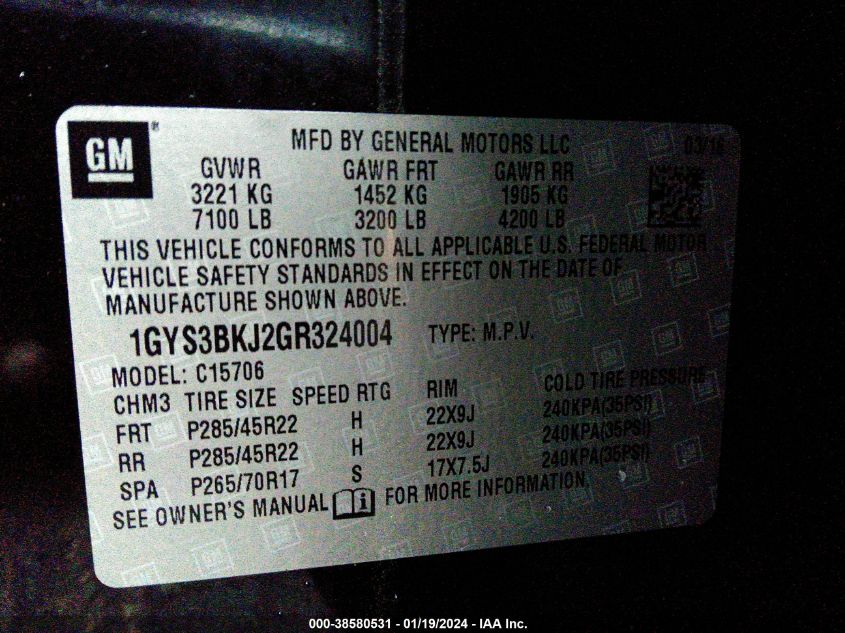 GM®
MFD BY GENERAL MOTORS LLC 03/16
GVWR GAWR FRT GAWR RR
3221 KG 1452 KG 1905 KG
7100 LB 3200 LB 4200 LB
THIS VEHICLE CONFORMS TO ALL APPLICABLE U.S. FEDERAL MOTOR
VEHICLE SAFETY STANDARDS IN EFFECT ON THE DATE OF
MANUFACTURE SHOWN ABOVE.
1GYS3BKJ2GR324004 TYPE: M.P.V.
MODEL: C15706
CHM3 TIRE SIZE SPEED RTG RIM COLD TIRE PRESSURE
FRT P285/45R22 H 22X9J 240KPA(35PSI)
RR P285/45R22 H 22X9J 240KPA(35PSI)
SPA P265/70R17 S 17X7.5J 240KPA(35PSI)
SEE OWNER'S MANUAL i FOR MORE INFORMATION.
000-38580531 - 01/19/2024 - IAA Inc.